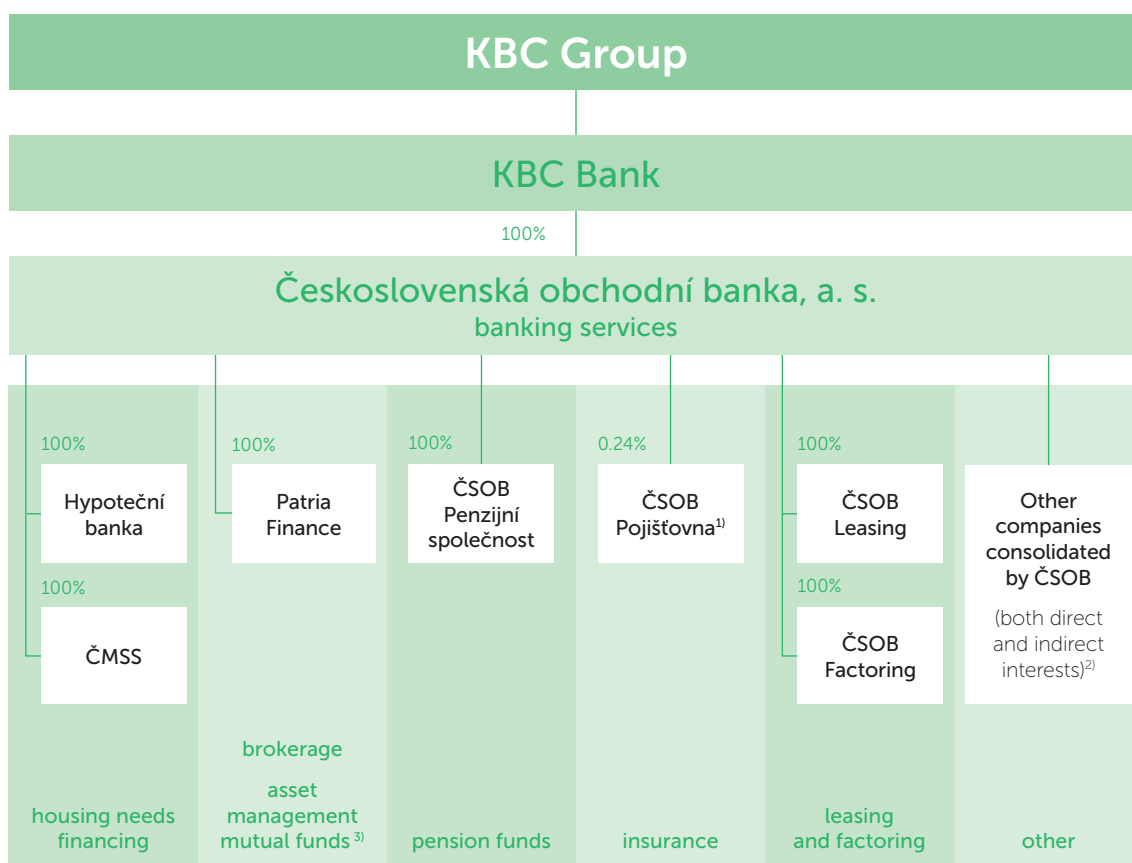 KBC Group
KBC Bank
100%
Československá obchodní banka, a. s.
banking services
100%
Hypoteční
banka
100%
ČMSS
housing needs
financing
100%
Patria
Finance
brokerage
asset
management
mutual funds 3)
100%
ČSOB
Penzijní
společnost
pension funds
0.24%
ČSOB
Pojišťovna1)
insurance
100%
ČSOB
Leasing
100%
ČSOB
Factoring
leasing
and factoring
Other
companies
consolidated
by ČSOB
(both direct
and indirect
interests)2)
other